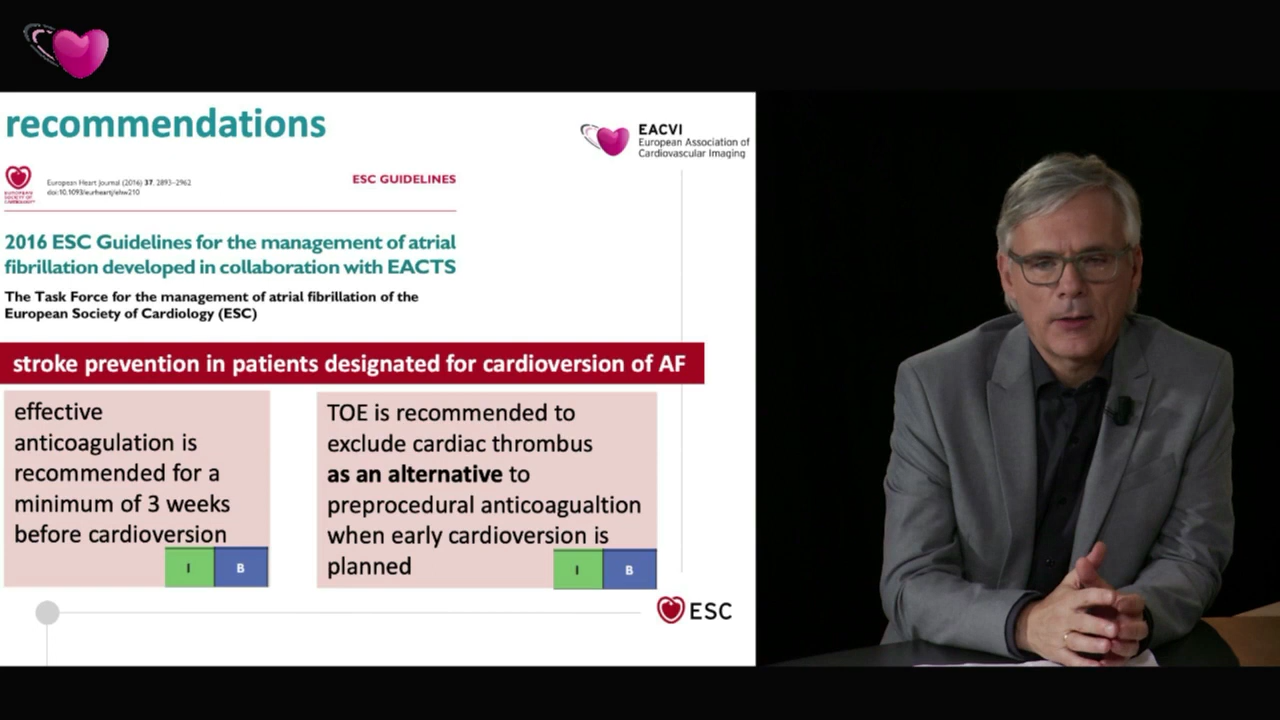 recommendations
EACVI
European Association of
Cardiovascular Imaging
EUROPEAN
SOCIETY OF
CARDIOLOGY
European Heart Journal (2016) 37, 2893–2962
doi:10.1093/eurheartj/ehw210
ESC GUIDELINES
2016 ESC Guidelines for the management of atrial
fibrillation developed in collaboration with EACTS
The Task Force for the management of atrial fibrillation of the
European Society of Cardiology (ESC)
stroke prevention in patients designated for cardioversion of AF
effective
anticoagulation is
recommended for a
minimum of 3 weeks
before cardioversion
I B
TOE is recommended to
exclude cardiac thrombus
as an alternative to
preprocedural anticoagualtion
when early cardioversion is
planned
I B
ESC